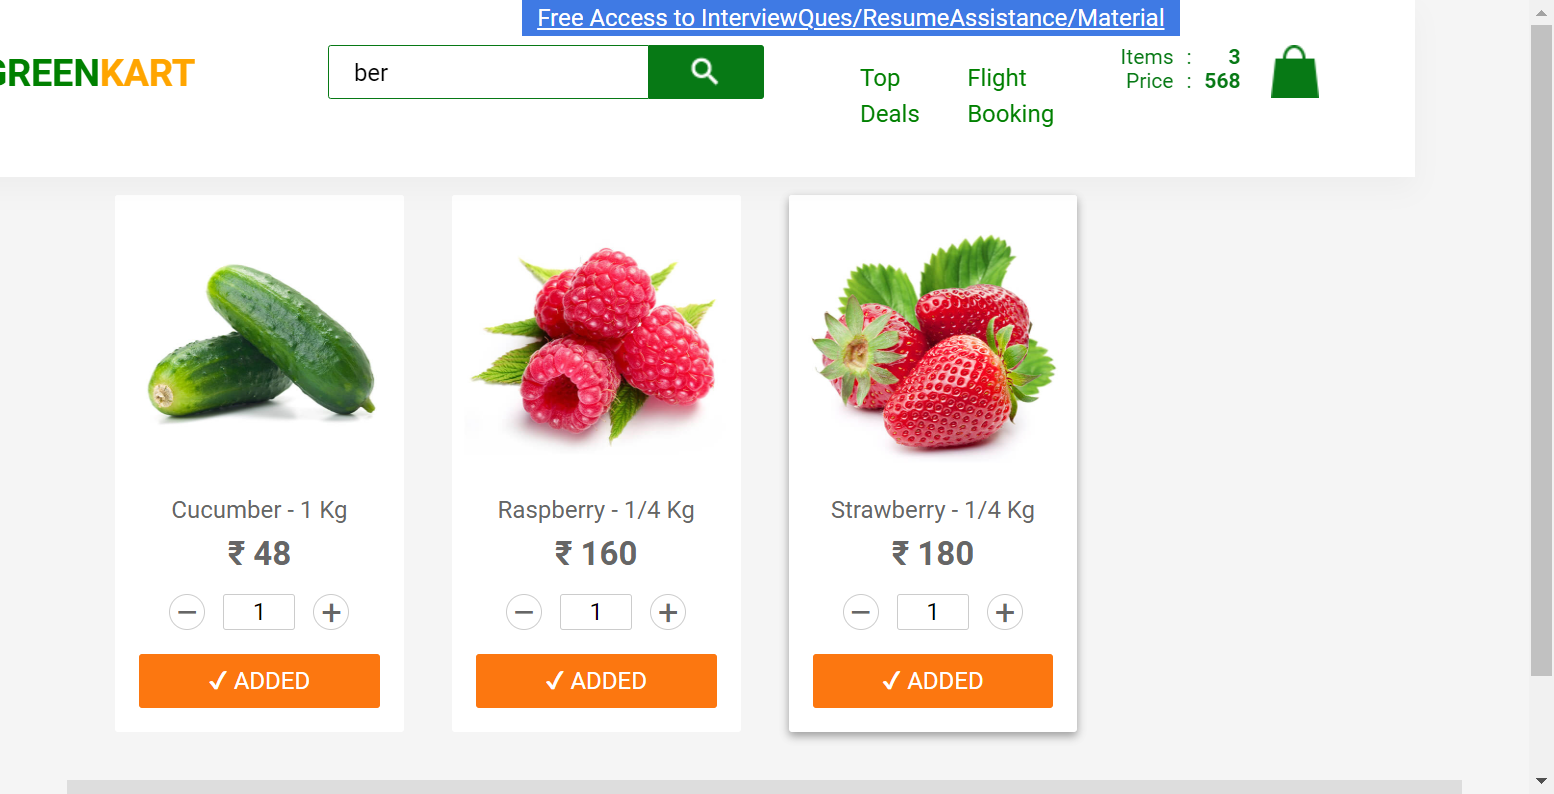 Free Access to InterviewQues/ResumeAssistance/Material
GREENKART
ber
Top Deals
Flight Booking
Items : 3
Price : 568
Cucumber - 1 Kg
₹ 48
− 1 +
✓ ADDED
Raspberry - 1/4 Kg
₹ 160
− 1 +
✓ ADDED
Strawberry - 1/4 Kg
₹ 180
− 1 +
✓ ADDED